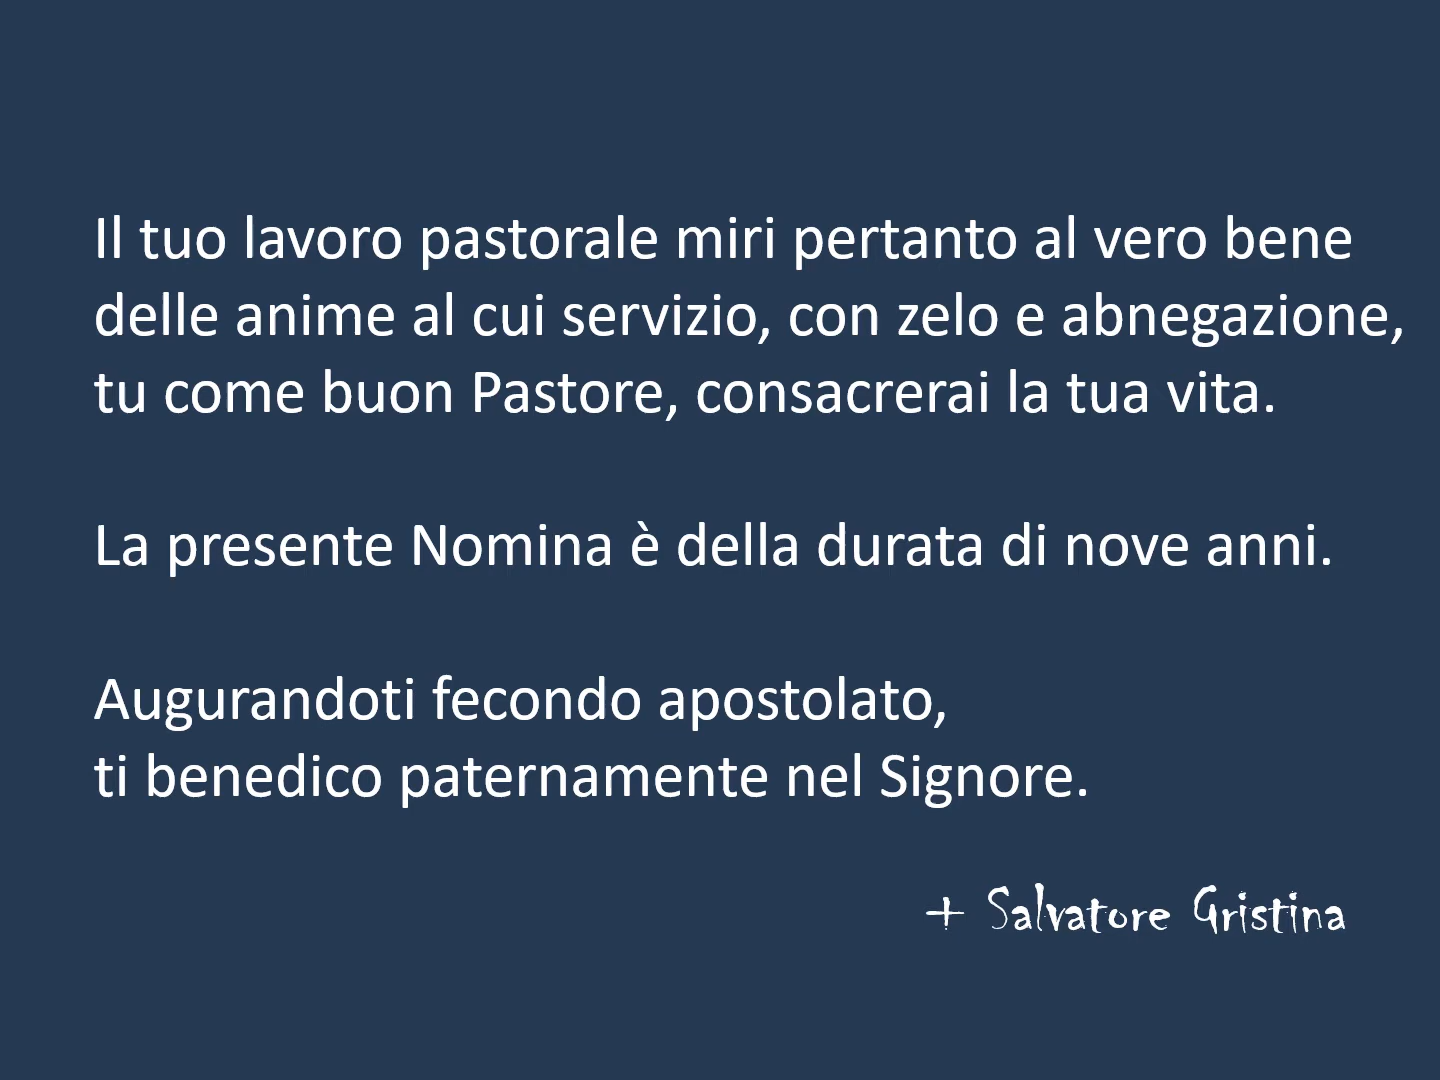 Il tuo lavoro pastorale miri pertanto al vero bene
delle anime al cui servizio, con zelo e abnegazione,
tu come buon Pastore, consacrerai la tua vita.
La presente Nomina è della durata di nove anni.
Augurandoti fecondo apostolato,
ti benedico paternamente nel Signore.
+ Salvatore Gristina